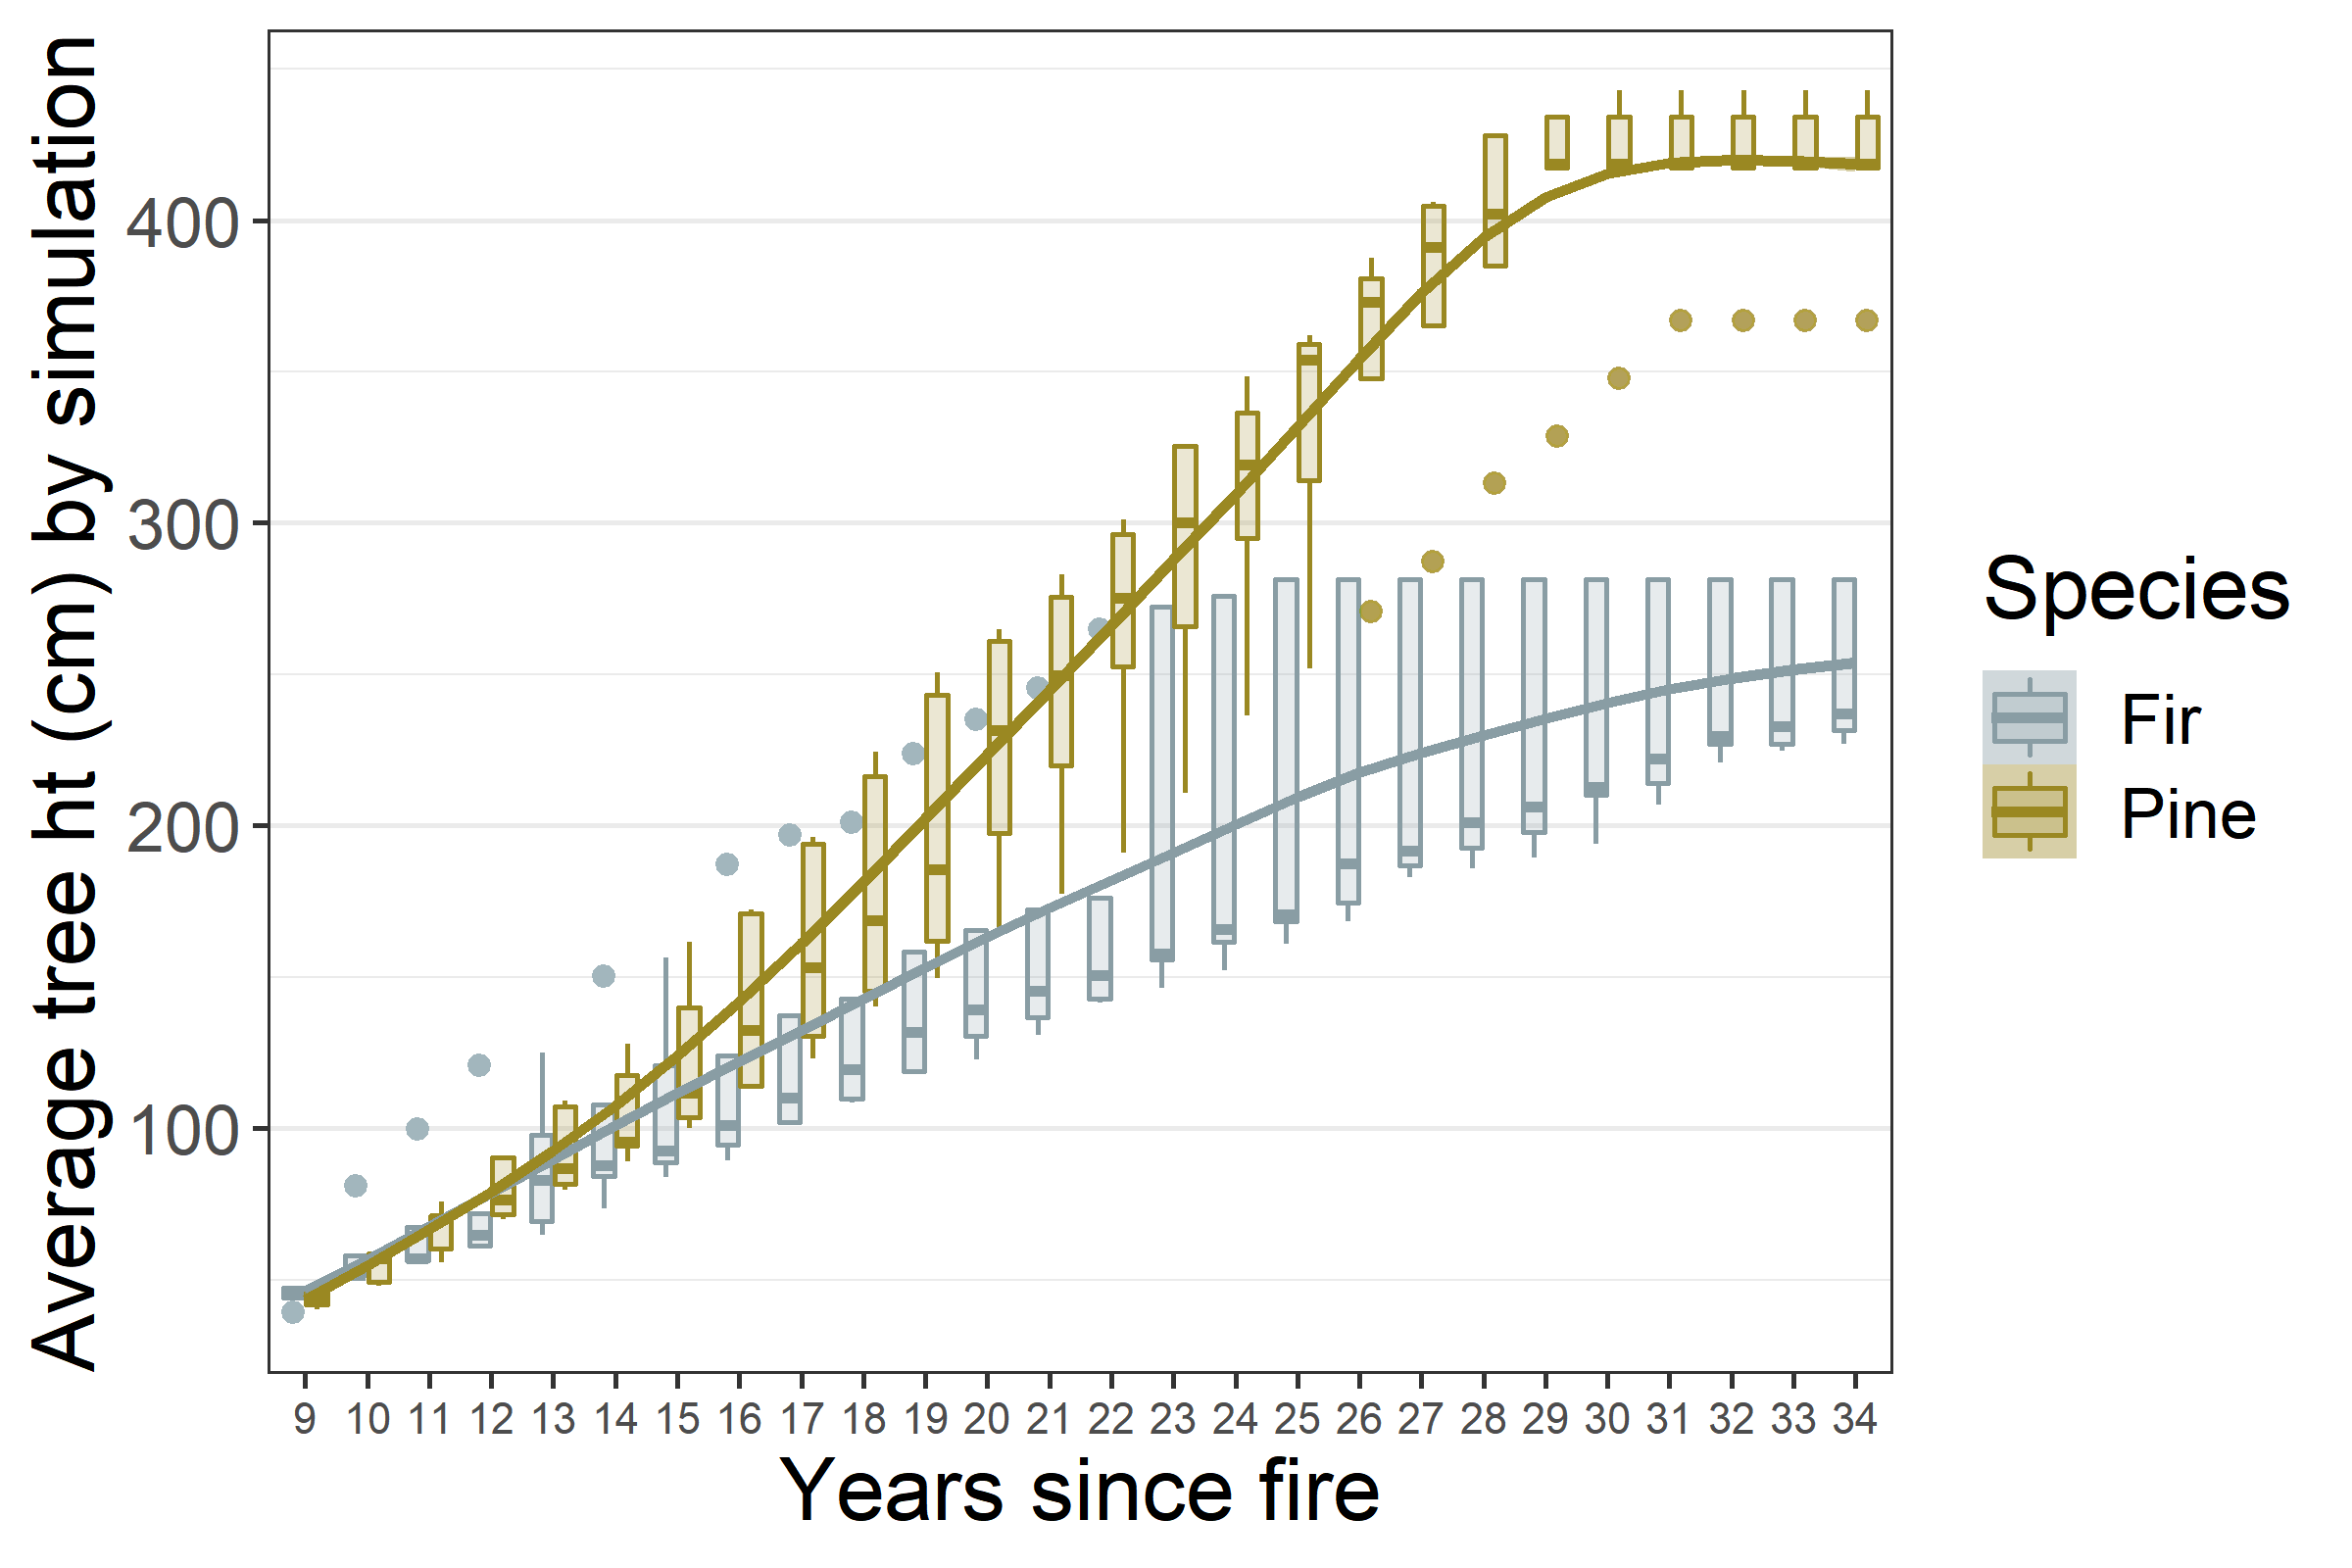 Average tree ht (cm) by simulation
400
300
200
100
9 10 11 12 13 14 15 16 17 18 19 20 21 22 23 24 25 26 27 28 29 30 31 32 33 34
Years since fire
Species
Fir
Pine